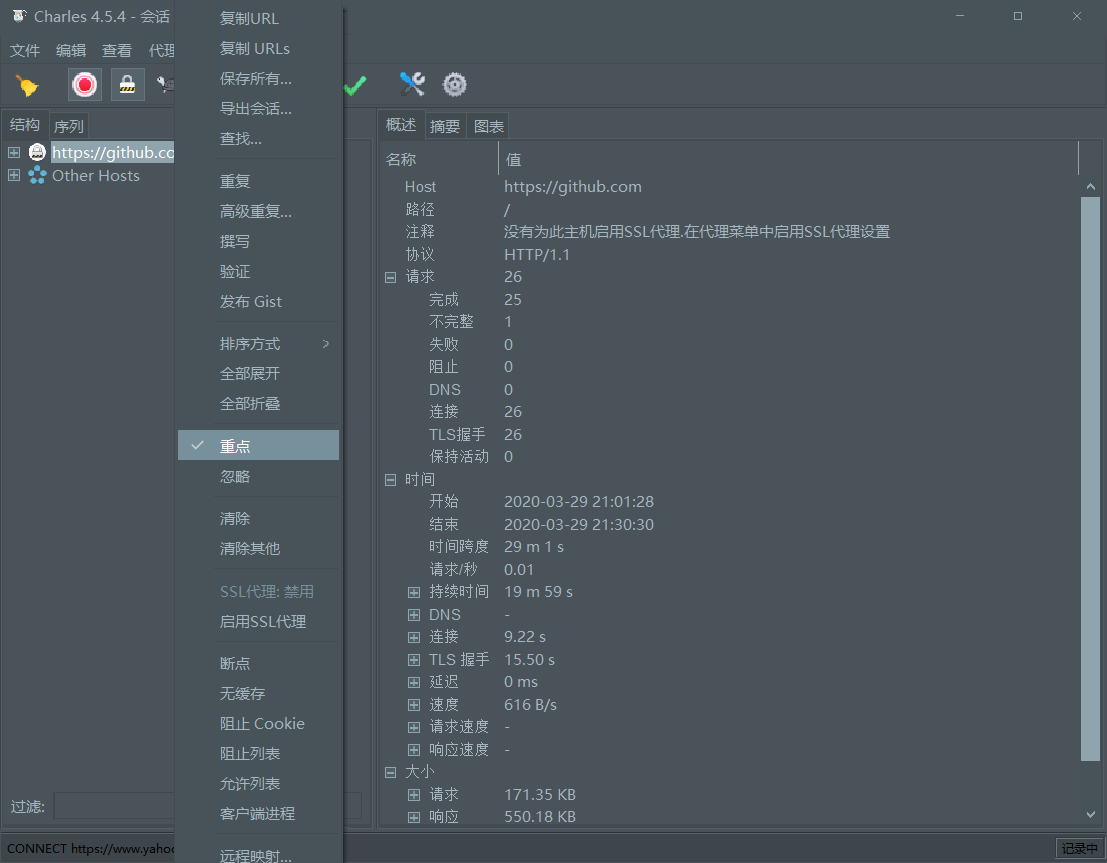 Charles 4.5.4 - 会话
文件 编辑 查看 代理
结构 序列
https://github.co
Other Hosts
过滤:
CONNECT https://www.yahoo
复制URL
复制 URLs
保存所有...
导出会话...
查找...
重复
高级重复...
撰写
验证
发布 Gist
排序方式 >
全部展开
全部折叠
重点
忽略
清除
清除其他
SSL代理: 禁用
启用SSL代理
断点
无缓存
阻止 Cookie
阻止列表
允许列表
客户端进程
远程映射...
概述 摘要 图表
名称 值
Host https://github.com
路径 /
注释 没有为此主机启用SSL代理.在代理菜单中启用SSL代理设置
协议 HTTP/1.1
请求 26
完成 25
不完整 1
失败 0
阻止 0
DNS 0
连接 26
TLS握手 26
保持活动 0
时间
开始 2020-03-29 21:01:28
结束 2020-03-29 21:30:30
时间跨度 29 m 1 s
请求/秒 0.01
持续时间 19 m 59 s
DNS -
连接 9.22 s
TLS 握手 15.50 s
延迟 0 ms
速度 616 B/s
请求速度 -
响应速度 -
大小
请求 171.35 KB
响应 550.18 KB
记录中